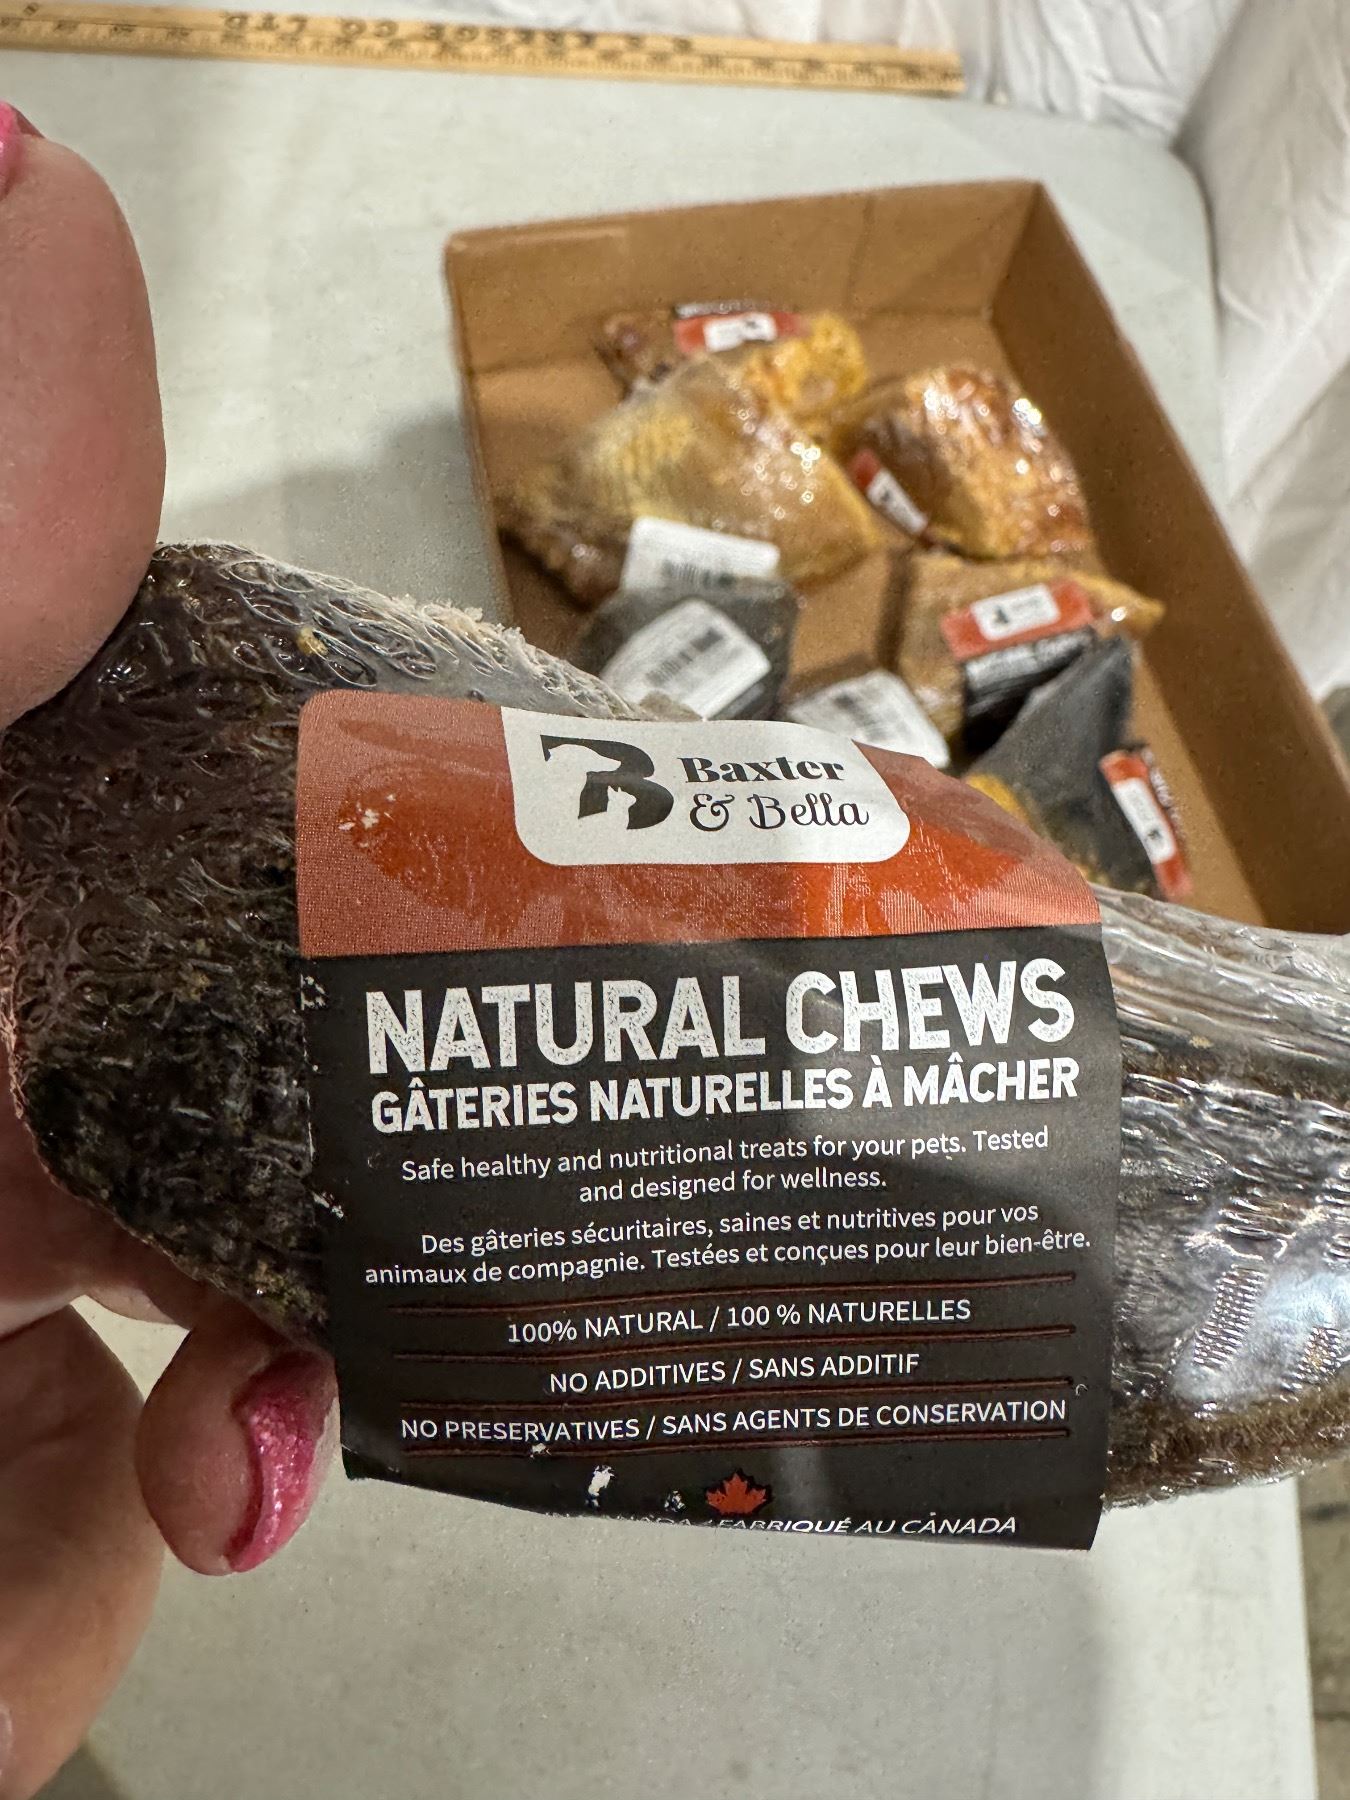 Baxter
& Bella
NATURAL CHEWS
GÂTERIES NATURELLES À MÂCHER
Safe healthy and nutritional treats for your pets. Tested
and designed for wellness.
Des gâteries sécuritaires, saines et nutritives pour vos
animaux de compagnie. Testées et conçues pour leur bien-être.
100% NATURAL / 100 % NATURELLES
NO ADDITIVES / SANS ADDITIF
NO PRESERVATIVES / SANS AGENTS DE CONSERVATION
FABRIQUÉ AU CANADA